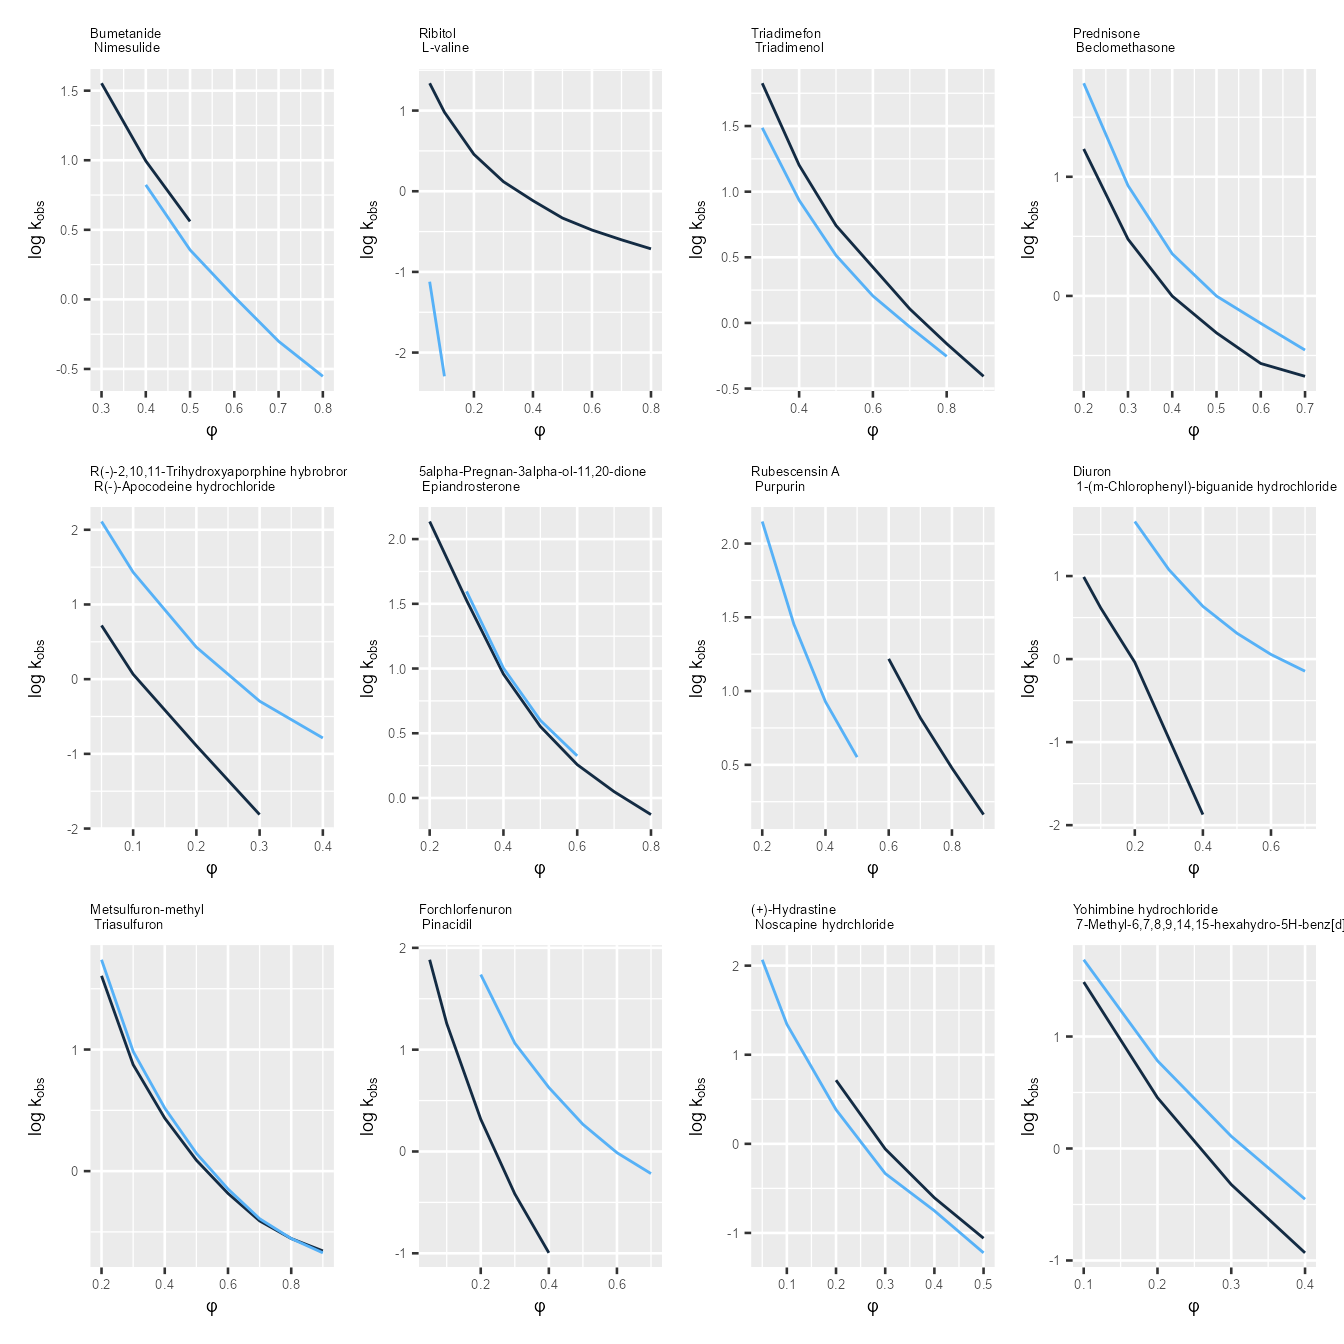 Bumetanide
Nimesulide
Ribitol
L-valine
Triadimefon
Triadimenol
Prednisone
Beclomethasone
log kobs
1.5
1.0
0.5
0.0
-0.5
0.3 0.4 0.5 0.6 0.7 0.8
φ
log kobs
1
0
-1
-2
0.2 0.4 0.6 0.8
φ
log kobs
1.5
1.0
0.5
0.0
-0.5
0.4 0.6 0.8
φ
log kobs
1
0
0.2 0.3 0.4 0.5 0.6 0.7
φ
R(-)-2,10,11-Trihydroxyaporphine hybrobror
R(-)-Apocodeine hydrochloride
5alpha-Pregnan-3alpha-ol-11,20-dione
Epiandrosterone
Rubescensin A
Purpurin
Diuron
1-(m-Chlorophenyl)-biguanide hydrochloride
log kobs
2
1
0
-1
-2
0.1 0.2 0.3 0.4
φ
log kobs
2.0
1.5
1.0
0.5
0.0
0.2 0.4 0.6 0.8
φ
log kobs
2.0
1.5
1.0
0.5
0.2 0.4 0.6 0.8
φ
log kobs
1
0
-1
-2
0.2 0.4 0.6
φ
Metsulfuron-methyl
Triasulfuron
Forchlorfenuron
Pinacidil
(+)-Hydrastine
Noscapine hydrchloride
Yohimbine hydrochloride
7-Methyl-6,7,8,9,14,15-hexahydro-5H-benz[d]
log kobs
1
0
0.2 0.4 0.6 0.8
φ
log kobs
2
1
0
-1
0.2 0.4 0.6
φ
log kobs
2
1
0
-1
0.1 0.2 0.3 0.4 0.5
φ
log kobs
1
0
-1
0.1 0.2 0.3 0.4
φ